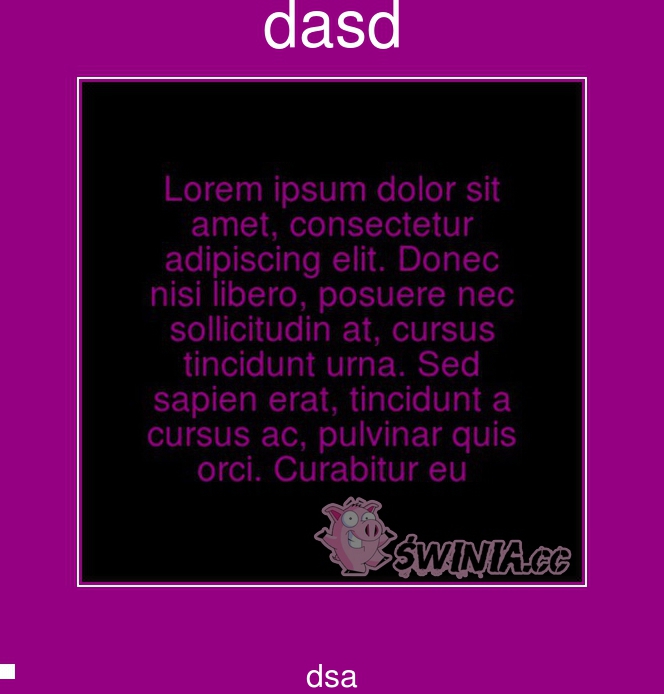 dasd
Lorem ipsum dolor sit
amet, consectetur
adipiscing elit. Donec
nisi libero, posuere nec
sollicitudin at, cursus
tincidunt urna. Sed
sapien erat, tincidunt a
cursus ac, pulvinar quis
orci. Curabitur eu
ŚWINIA.cc
dsa